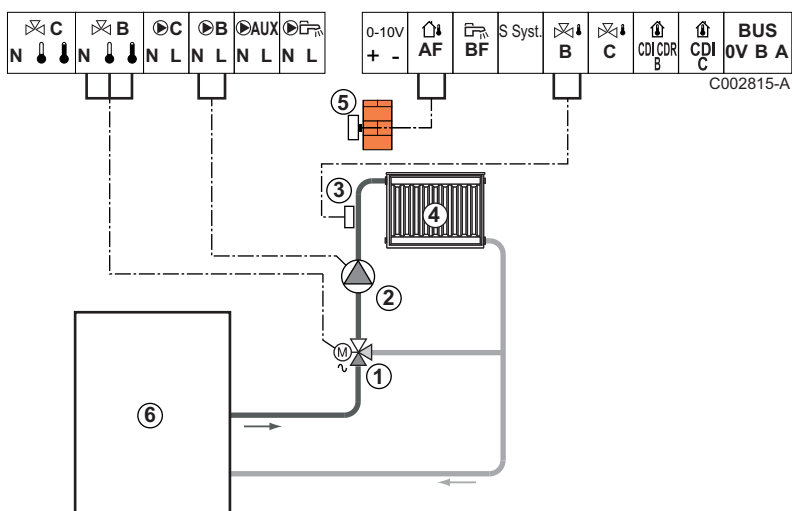 C B C B AUX
N N N L N L N L N L
0-10V S Syst.
+ - AF BF B C CDI CDR B CDI C BUS 0V B A
C002815-A
5
3
4
2
M
1
6